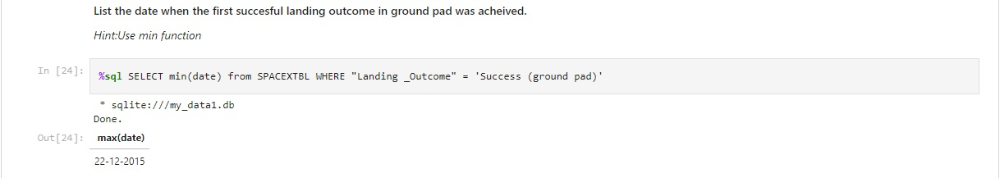 List the date when the first succesful landing outcome in ground pad was acheived.
Hint:Use min function
In [24]: %sql SELECT min(date) from SPACEXTBL WHERE "Landing _Outcome" = 'Success (ground pad)'
* sqlite:///my_data1.db
Done.
Out[24]: max(date)
22-12-2015